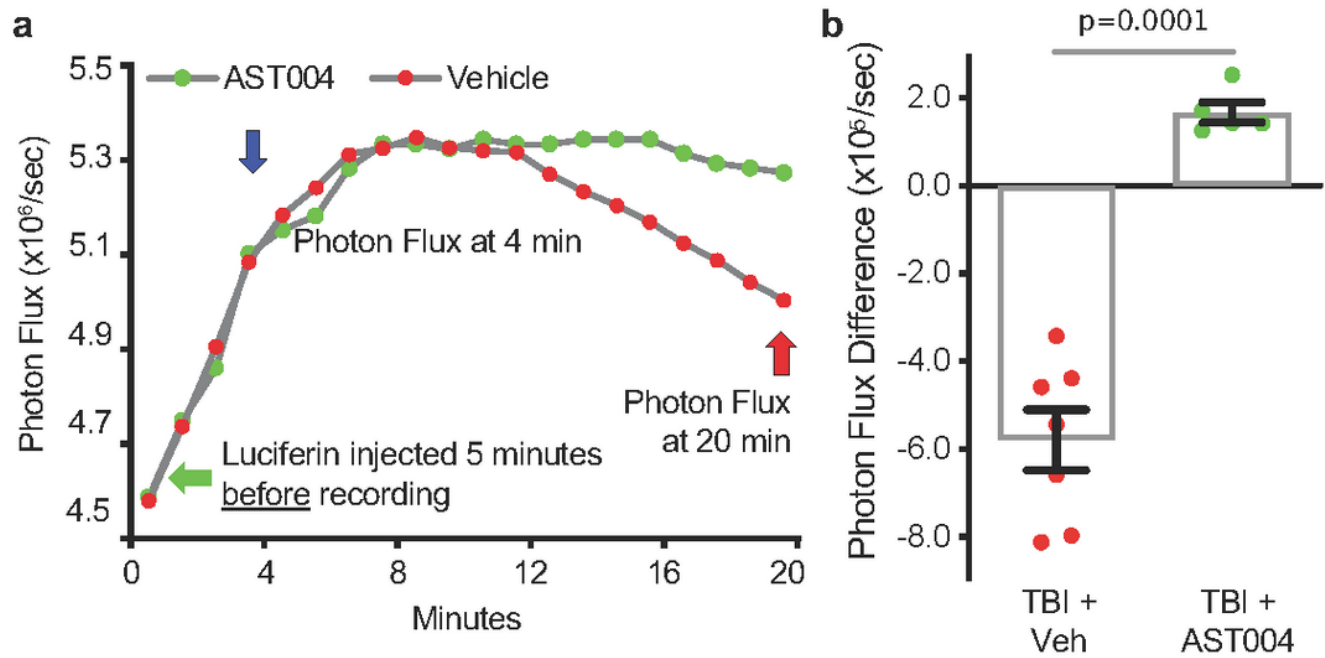 a
AST004 Vehicle
Photon Flux (x10⁶/sec)
5.5
5.3
5.1
4.9
4.7
4.5
Photon Flux at 4 min
Photon Flux
at 20 min
Luciferin injected 5 minutes
before recording
0 4 8 12 16 20
Minutes
b
p=0.0001
Photon Flux Difference (x10⁵/sec)
2.0
0.0
-2.0
-4.0
-6.0
-8.0
TBI +
Veh
TBI +
AST004